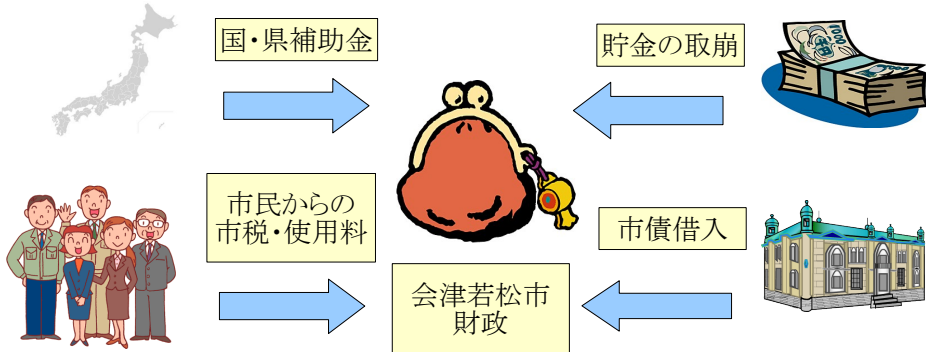 国・県補助金
貯金の取崩
市民からの
市税・使用料
市債借入
会津若松市
財政
1000